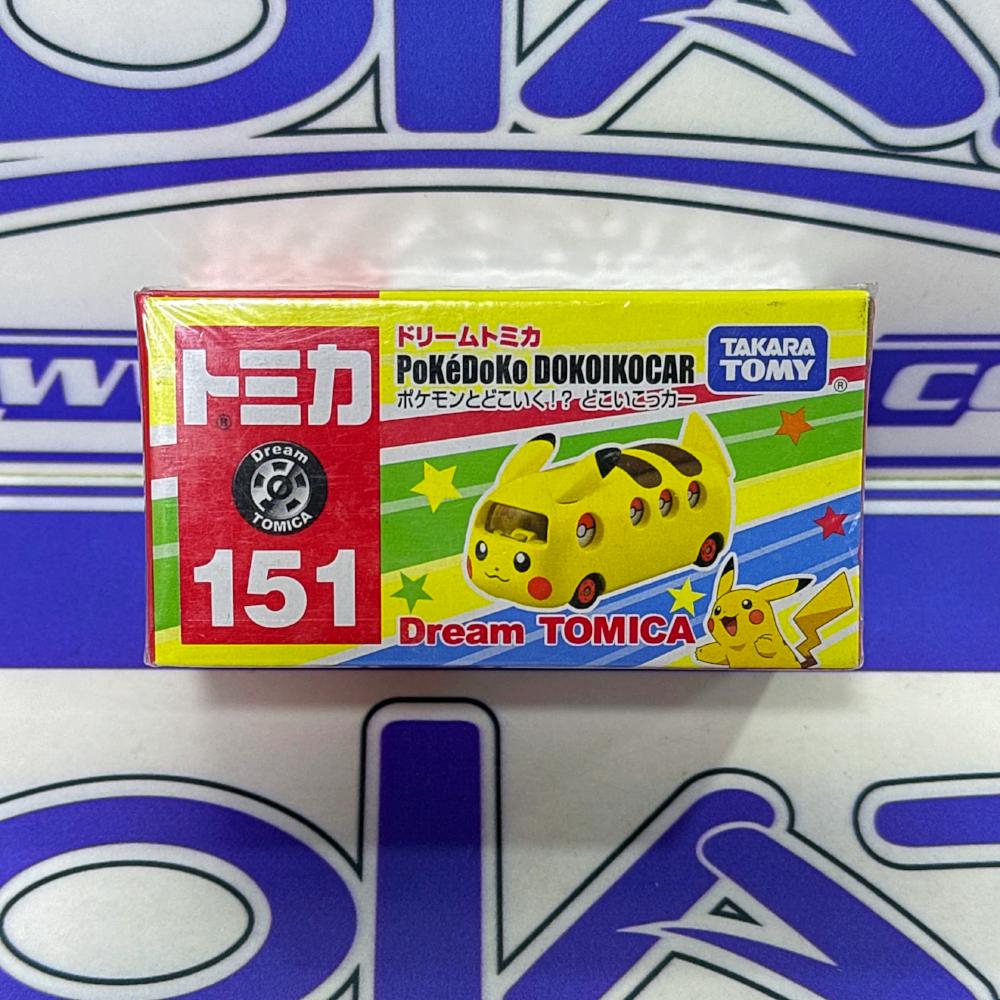 トミカ
®
Dream
TOMICA
151
ドリームトミカ
PoKéDoKo DOKOIKOCAR
ポケモンとどこいく!? どこいこっカー
TAKARA
TOMY
®
Dream TOMICA